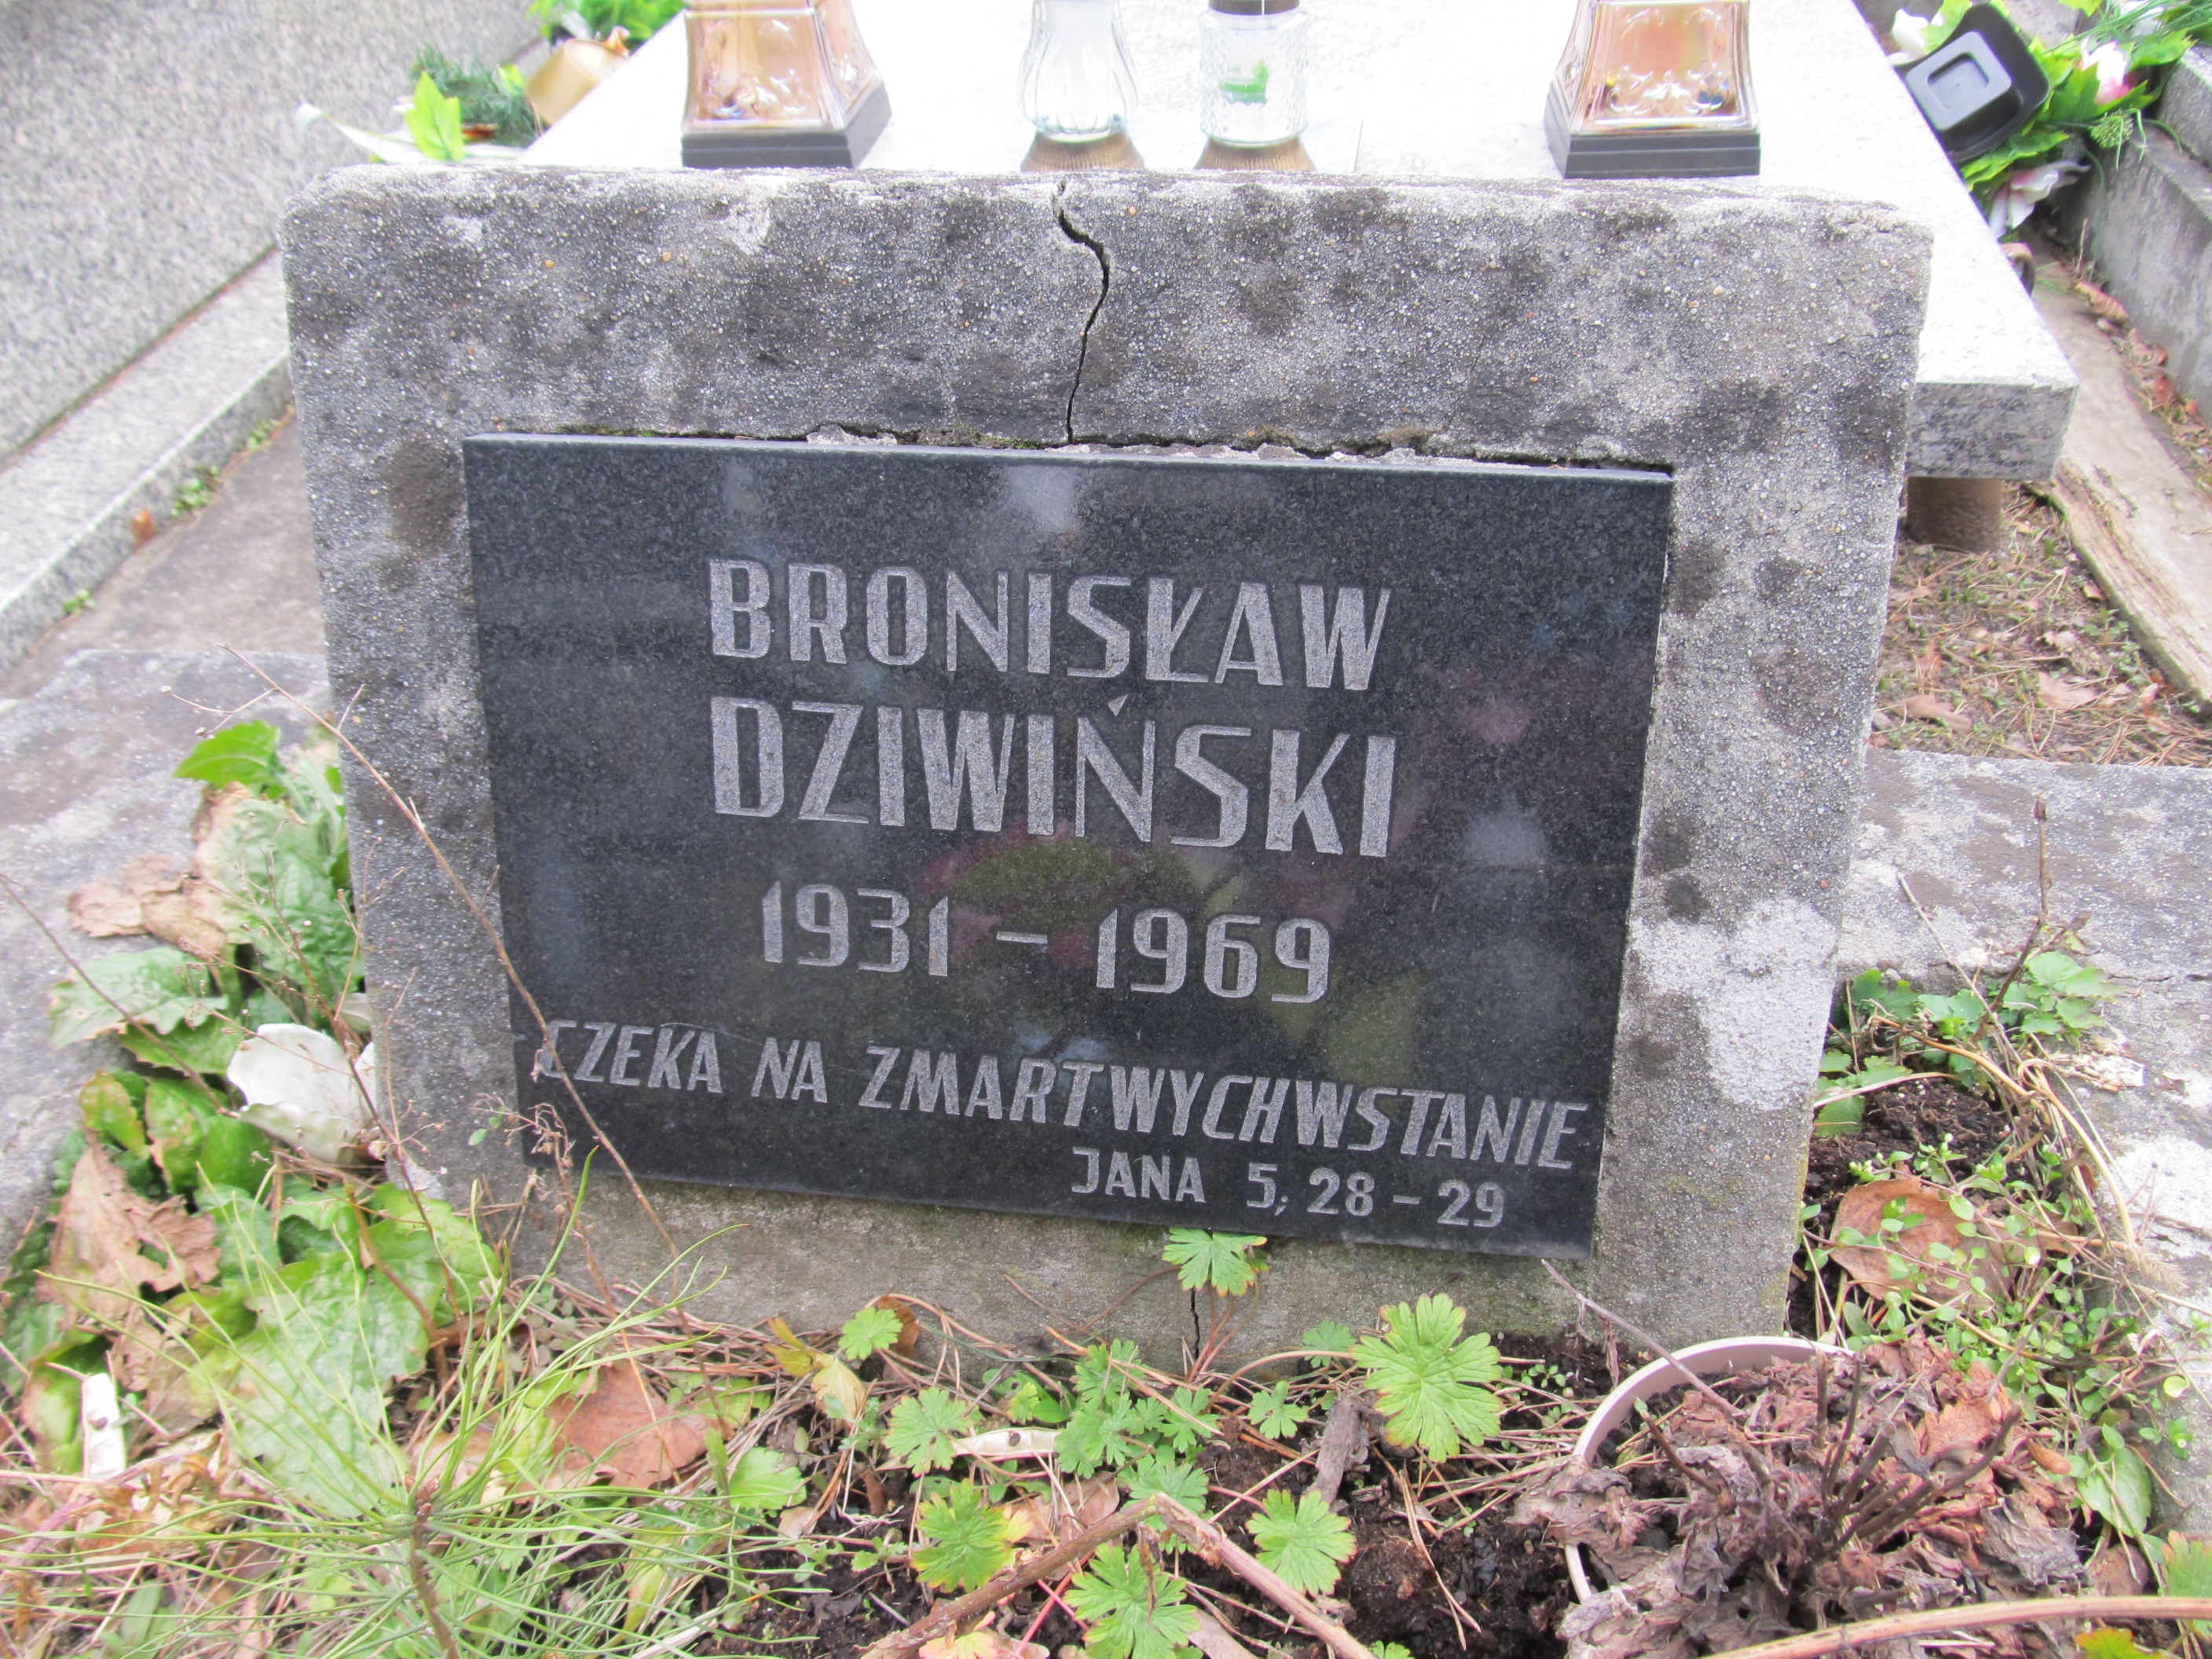 BRONISŁAW
DZIWIŃSKI
1931 – 1969
CZEKA NA ZMARTWYCHWSTANIE
JANA 5, 28 – 29